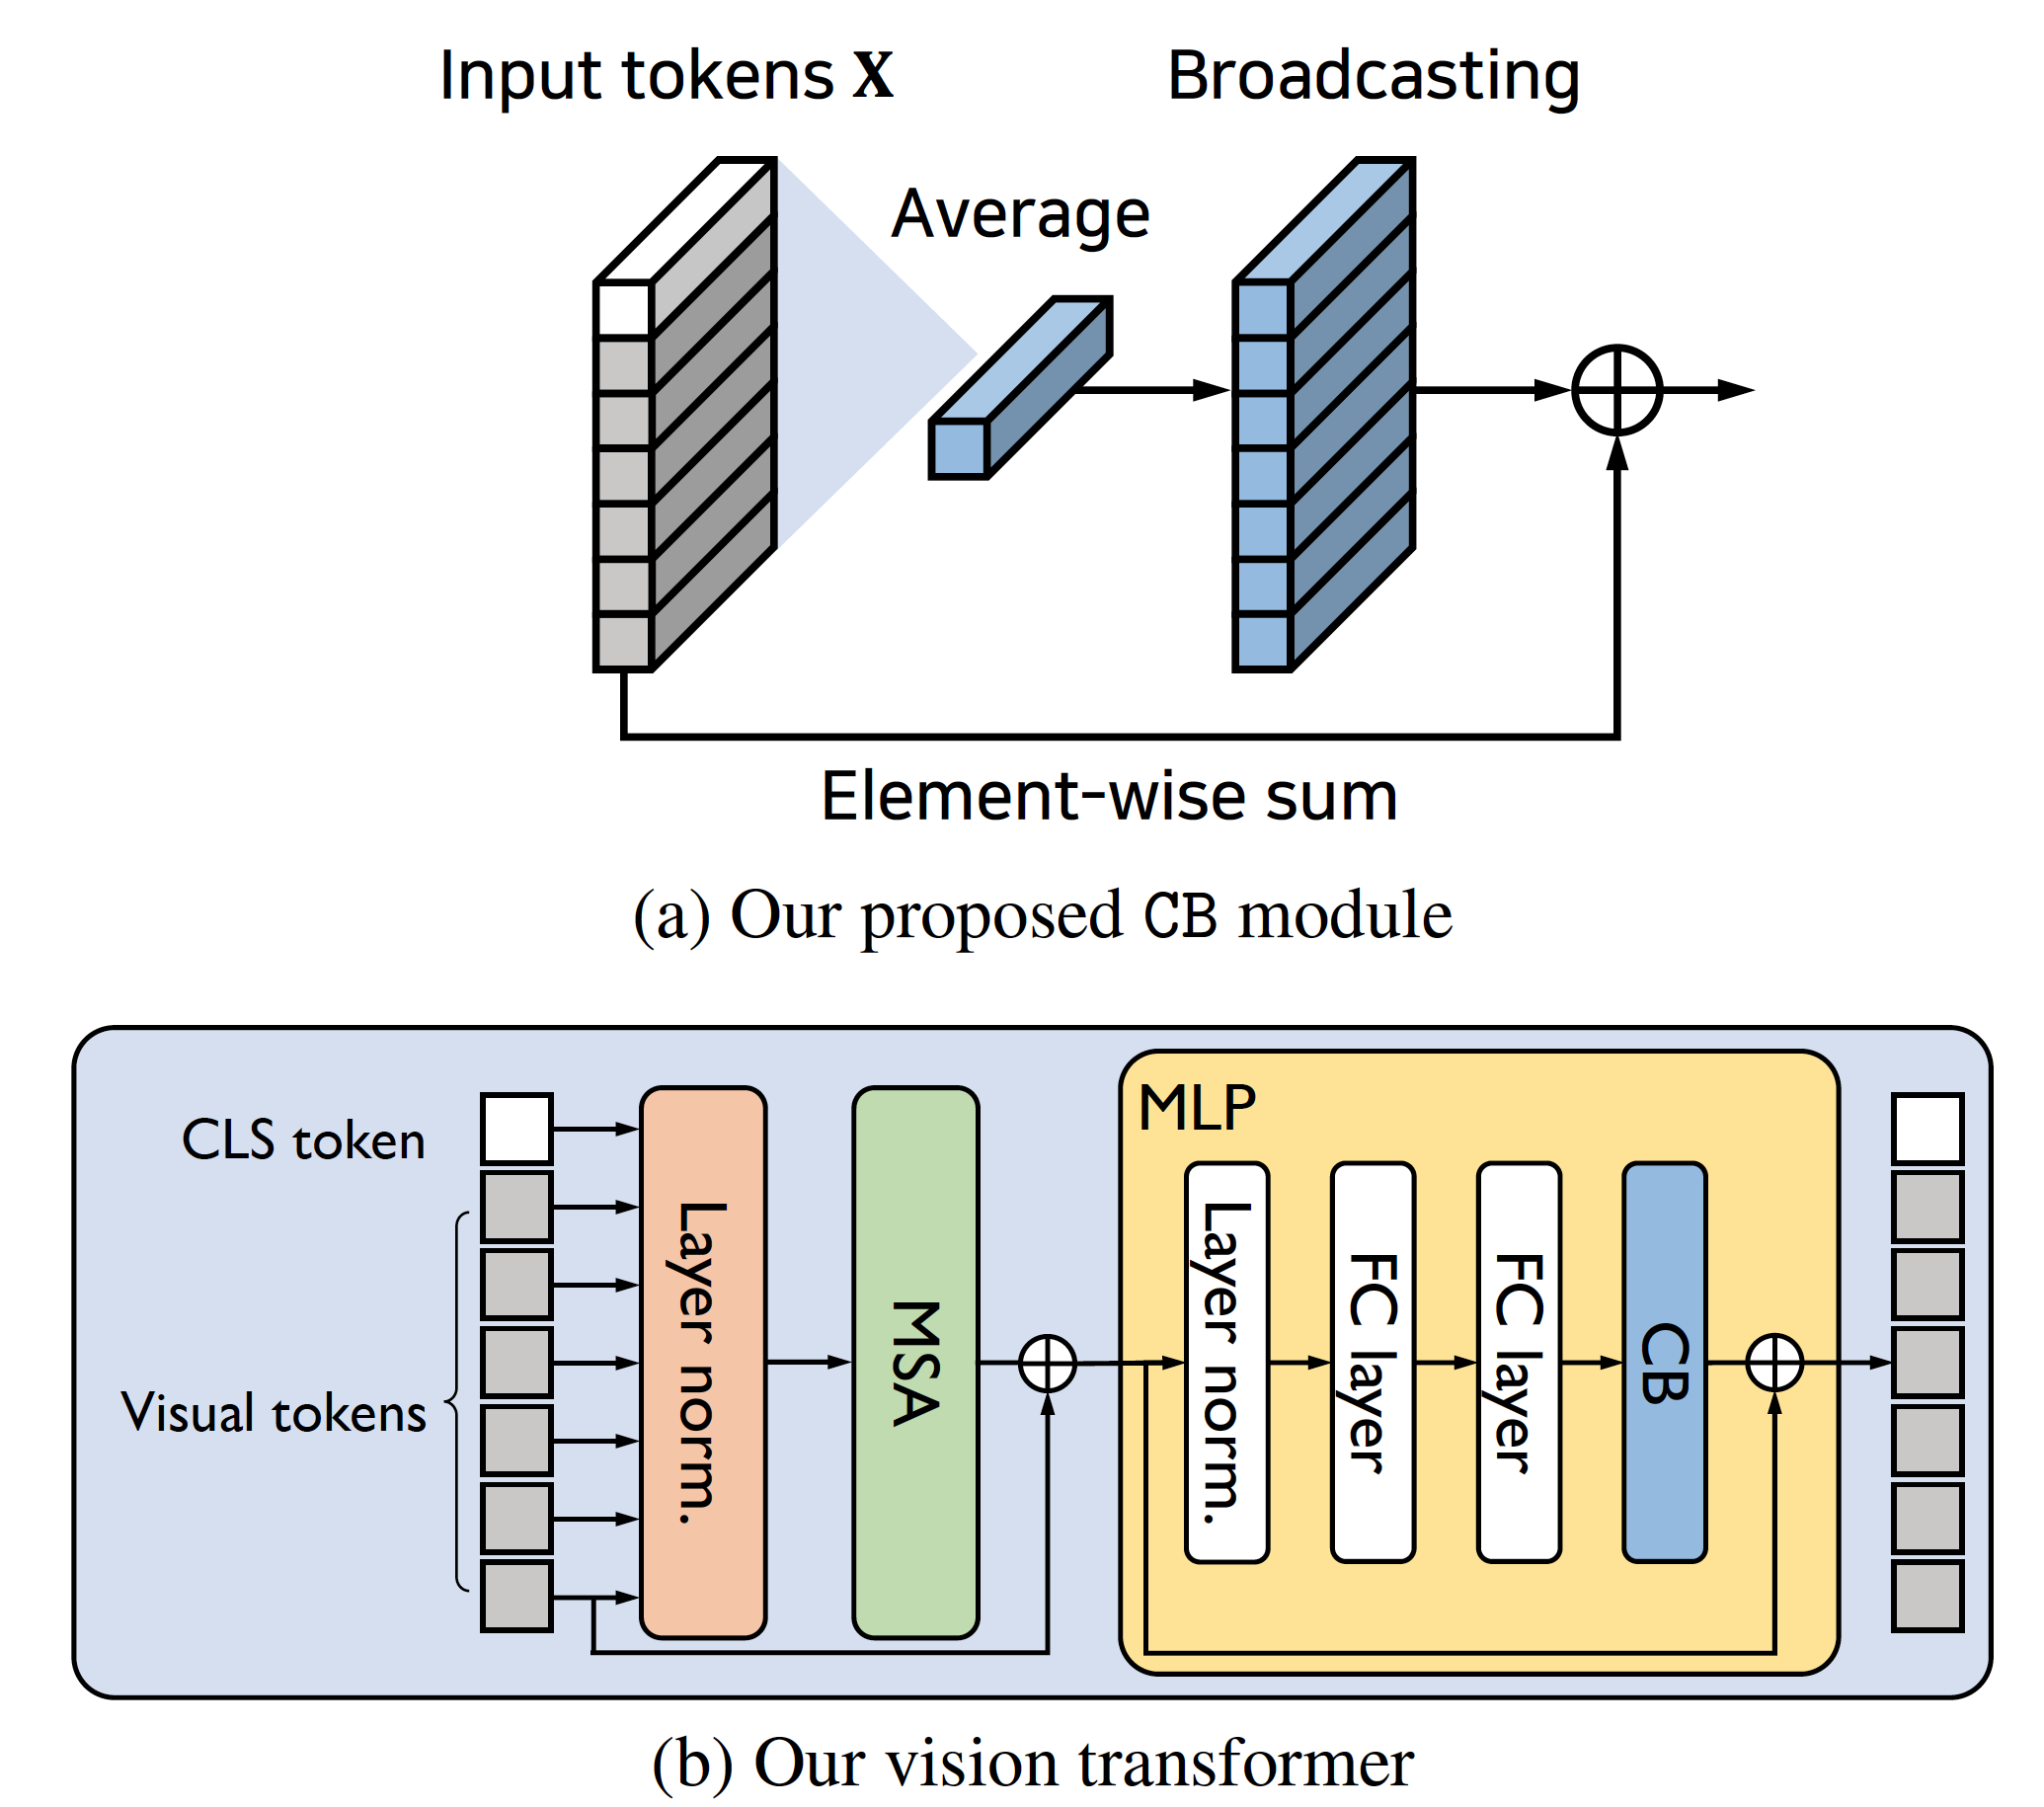 Input tokens X
Broadcasting
Average
Element-wise sum
(a) Our proposed CB module
MLP
CLS token
Visual tokens
Layer norm.
MSA
Layer norm.
FC layer
FC layer
CB
(b) Our vision transformer